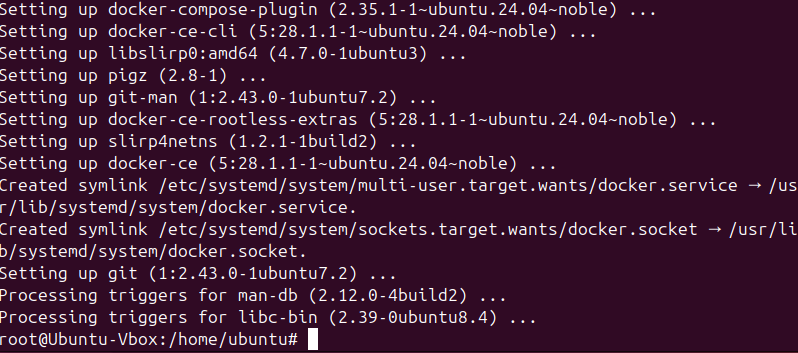 Setting up docker-compose-plugin (2.35.1-1~ubuntu.24.04~noble) ...
Setting up docker-ce-cli (5:28.1.1-1~ubuntu.24.04~noble) ...
Setting up libslirp0:amd64 (4.7.0-1ubuntu3) ...
Setting up pigz (2.8-1) ...
Setting up git-man (1:2.43.0-1ubuntu7.2) ...
Setting up docker-ce-rootless-extras (5:28.1.1-1~ubuntu.24.04~noble) ...
Setting up slirp4netns (1.2.1-1build2) ...
Setting up docker-ce (5:28.1.1-1~ubuntu.24.04~noble) ...
Created symlink /etc/systemd/system/multi-user.target.wants/docker.service → /us
r/lib/systemd/system/docker.service.
Created symlink /etc/systemd/system/sockets.target.wants/docker.socket → /usr/li
b/systemd/system/docker.socket.
Setting up git (1:2.43.0-1ubuntu7.2) ...
Processing triggers for man-db (2.12.0-4build2) ...
Processing triggers for libc-bin (2.39-0ubuntu8.4) ...
root@Ubuntu-Vbox:/home/ubuntu#